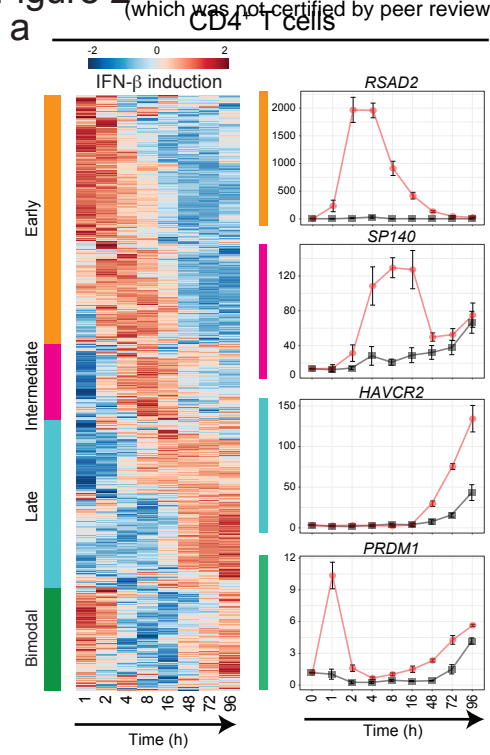 Figure 2
(which was not certified by peer review
a
CD4+ T cells
-2 0 2
IFN-β induction
Early
Intermediate
Late
Bimodal
1 2 4 8 16 48 72 96
Time (h)
RSAD2
2000
1500
1000
500
0
SP140
120
80
40
0
HAVCR2
150
100
50
0
PRDM1
12
9
6
3
0
0 1 2 4 8 16 48 72 96
Time (h)